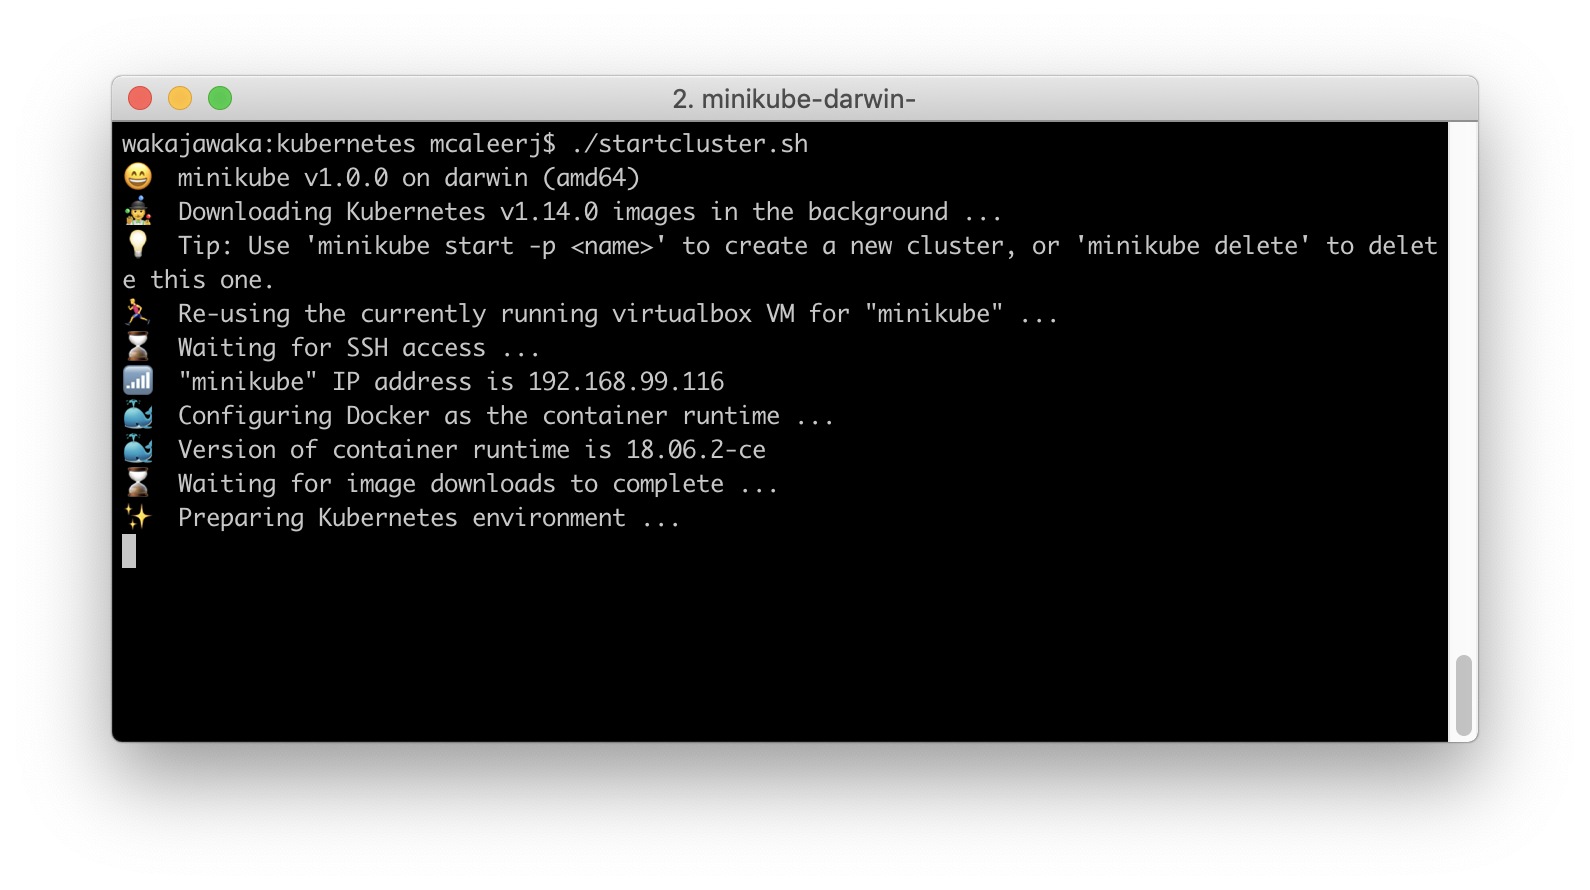 2. minikube-darwin-
wakajawaka:kubernetes mcaleerj$ ./startcluster.sh
😄 minikube v1.0.0 on darwin (amd64)
🤹 Downloading Kubernetes v1.14.0 images in the background ...
💡 Tip: Use 'minikube start -p <name>' to create a new cluster, or 'minikube delete' to delet
e this one.
🏃 Re-using the currently running virtualbox VM for "minikube" ...
⌛ Waiting for SSH access ...
📶 "minikube" IP address is 192.168.99.116
🐳 Configuring Docker as the container runtime ...
🐳 Version of container runtime is 18.06.2-ce
⌛ Waiting for image downloads to complete ...
✨ Preparing Kubernetes environment ...